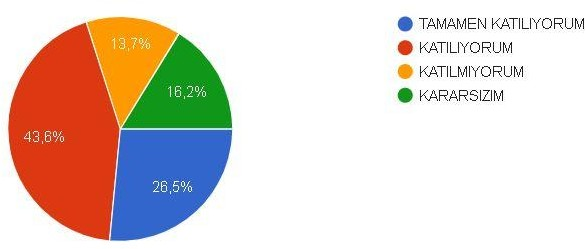 13,7%
16,2%
43,6%
26,5%
TAMAMEN KATILIYORUM
KATILIYORUM
KATILMIYORUM
KARARSIZIM